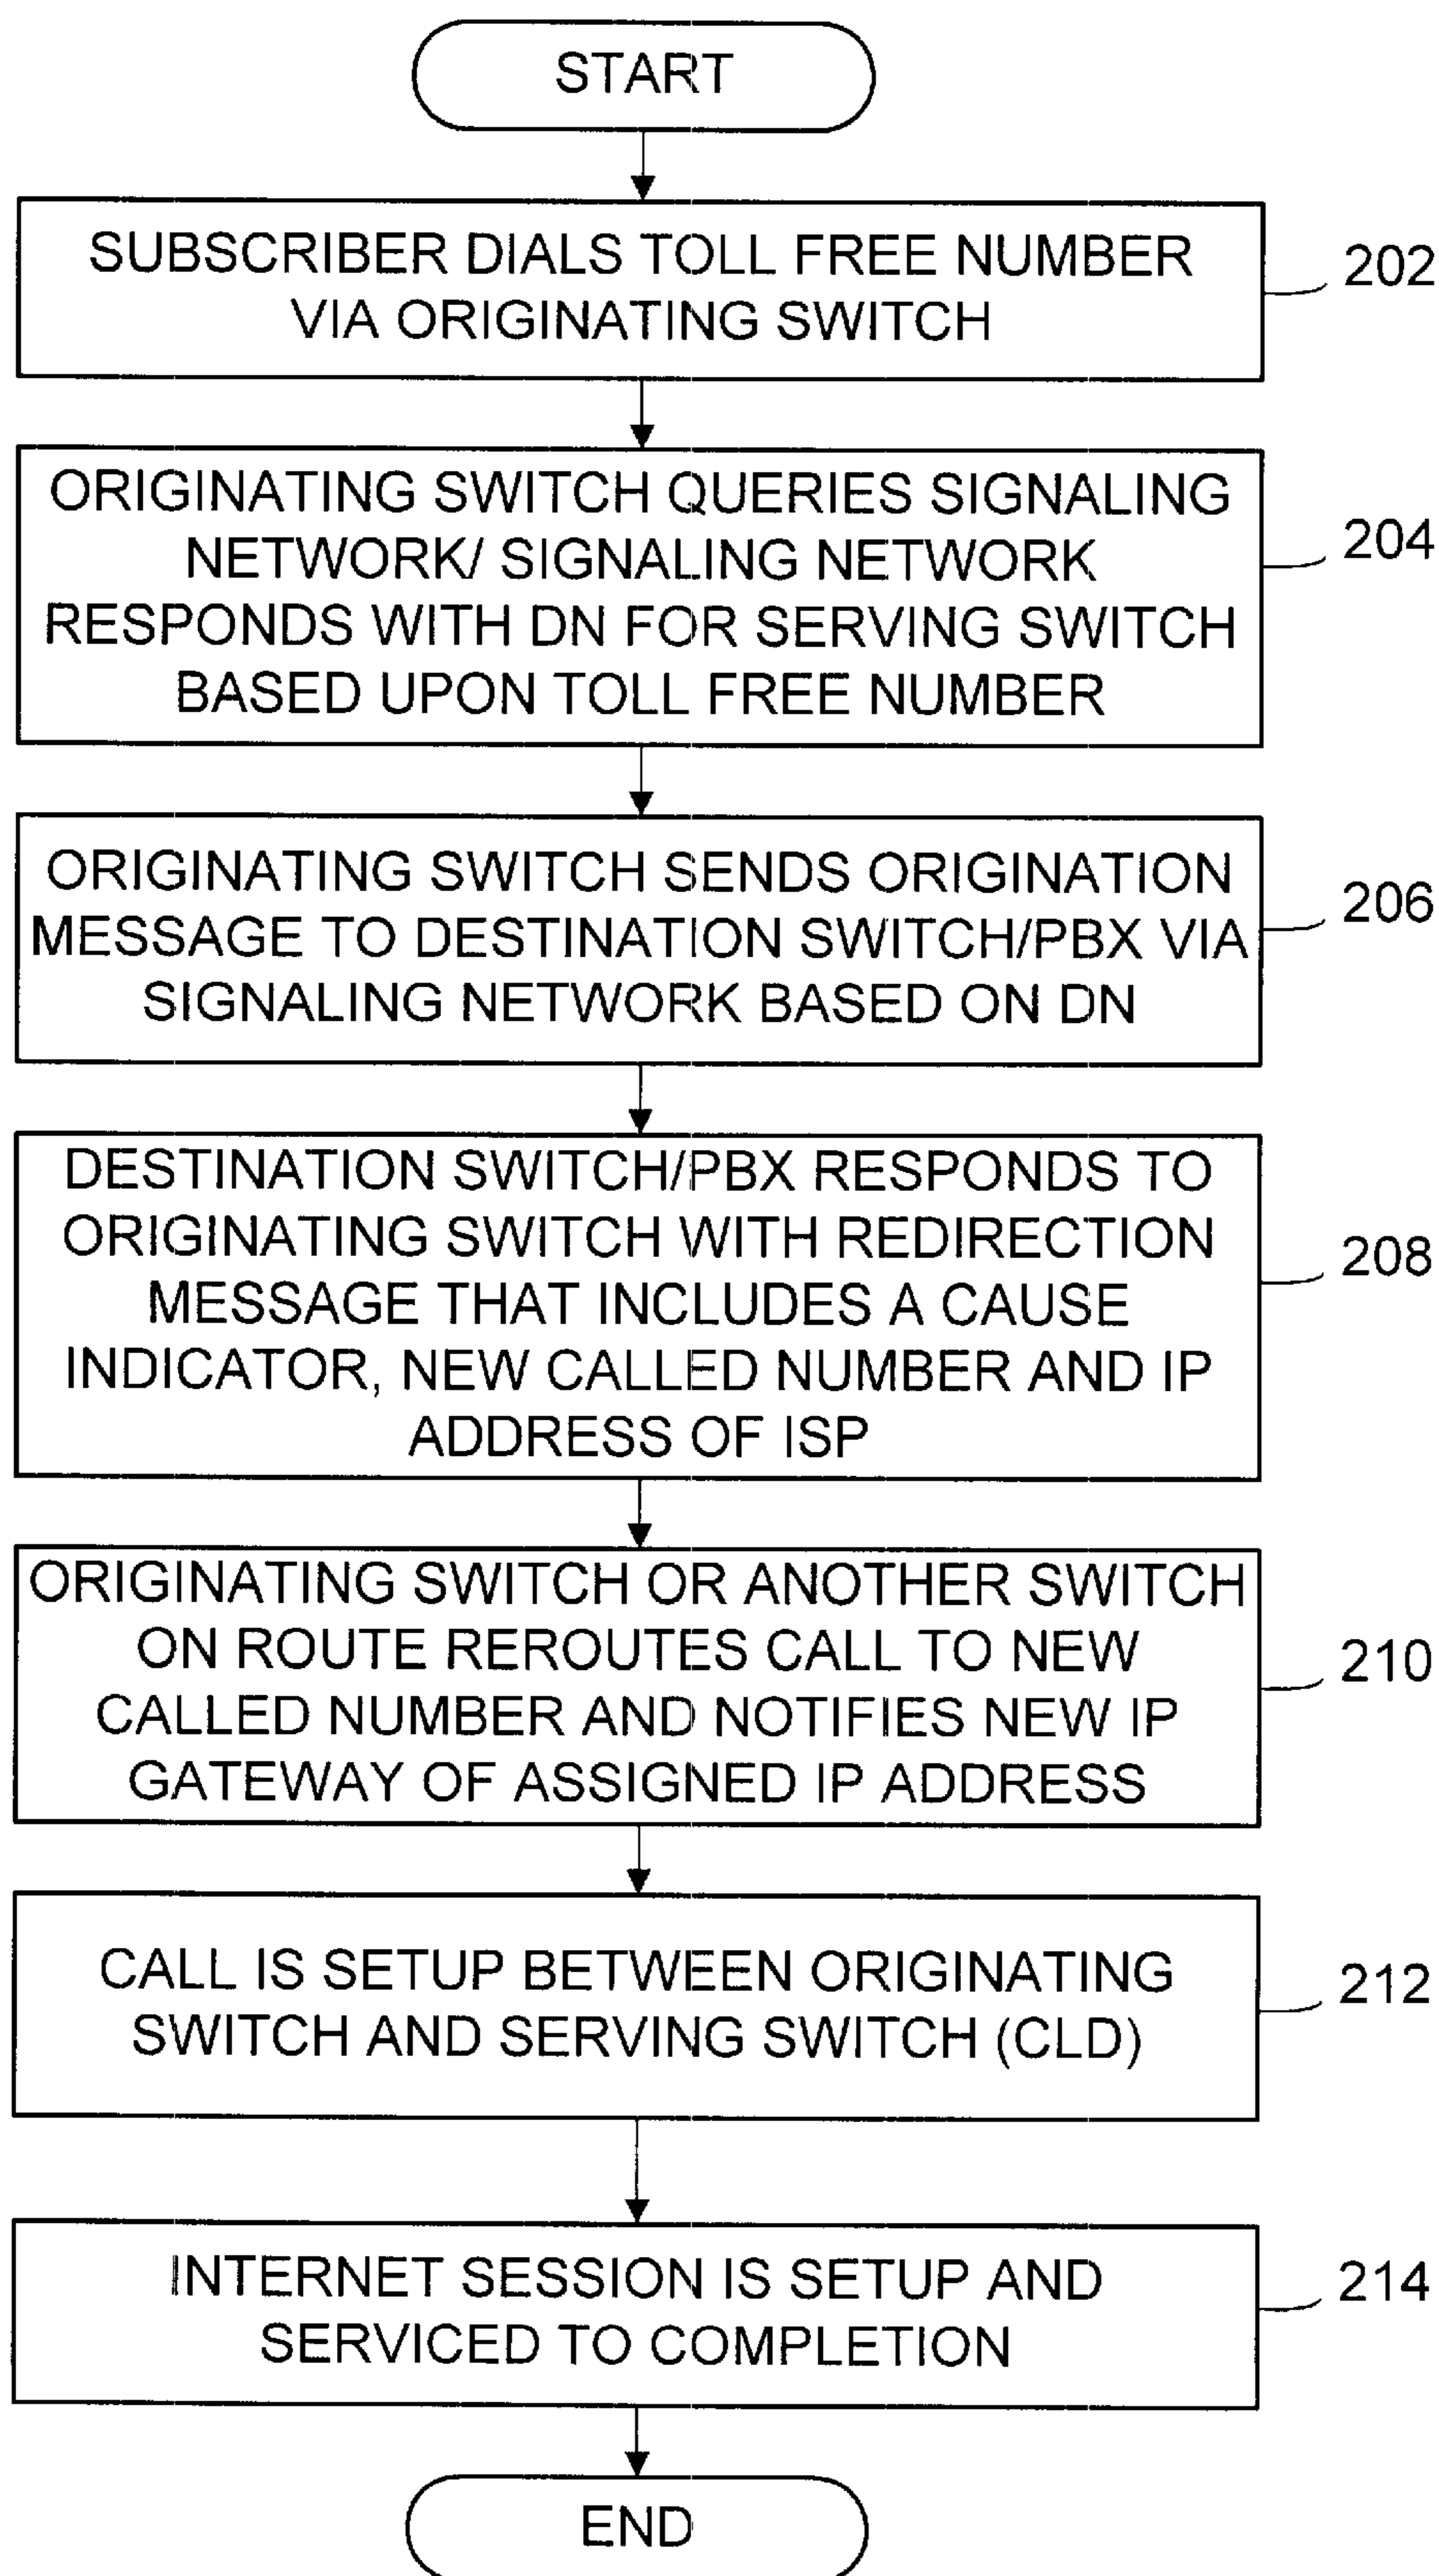 START
SUBSCRIBER DIALS TOLL FREE NUMBER
VIA ORIGINATING SWITCH
202
ORIGINATING SWITCH QUERIES SIGNALING
NETWORK/ SIGNALING NETWORK
RESPONDS WITH DN FOR SERVING SWITCH
BASED UPON TOLL FREE NUMBER
204
ORIGINATING SWITCH SENDS ORIGINATION
MESSAGE TO DESTINATION SWITCH/PBX VIA
SIGNALING NETWORK BASED ON DN
206
DESTINATION SWITCH/PBX RESPONDS TO
ORIGINATING SWITCH WITH REDIRECTION
MESSAGE THAT INCLUDES A CAUSE
INDICATOR, NEW CALLED NUMBER AND IP
ADDRESS OF ISP
208
ORIGINATING SWITCH OR ANOTHER SWITCH
ON ROUTE REROUTES CALL TO NEW
CALLED NUMBER AND NOTIFIES NEW IP
GATEWAY OF ASSIGNED IP ADDRESS
210
CALL IS SETUP BETWEEN ORIGINATING
SWITCH AND SERVING SWITCH (CLD)
212
INTERNET SESSION IS SETUP AND
SERVICED TO COMPLETION
214
END